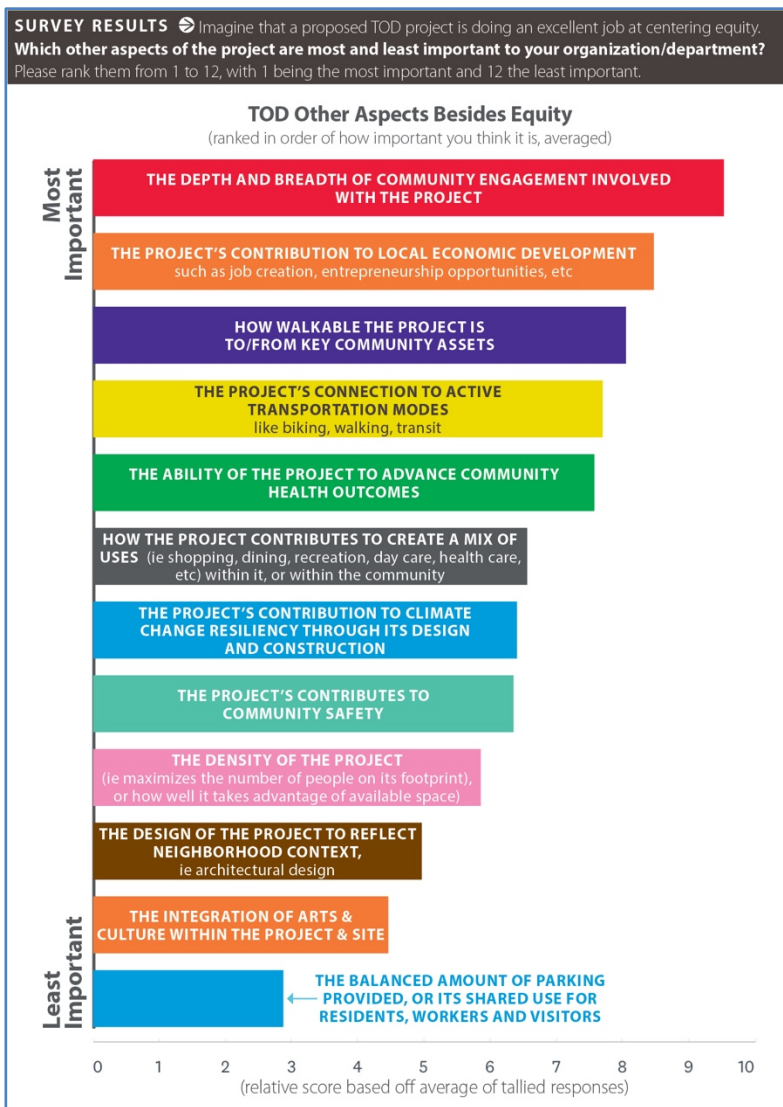 SURVEY RESULTS Imagine that a proposed TOD project is doing an excellent job at centering equity.
Which other aspects of the project are most and least important to your organization/department?
Please rank them from 1 to 12, with 1 being the most important and 12 the least important.
TOD Other Aspects Besides Equity
(ranked in order of how important you think it is, averaged)
Most
Important
THE DEPTH AND BREADTH OF COMMUNITY ENGAGEMENT INVOLVED
WITH THE PROJECT
THE PROJECT'S CONTRIBUTION TO LOCAL ECONOMIC DEVELOPMENT
such as job creation, entrepreneurship opportunities, etc
HOW WALKABLE THE PROJECT IS
TO/FROM KEY COMMUNITY ASSETS
THE PROJECT'S CONNECTION TO ACTIVE
TRANSPORTATION MODES
like biking, walking, transit
THE ABILITY OF THE PROJECT TO ADVANCE COMMUNITY
HEALTH OUTCOMES
HOW THE PROJECT CONTRIBUTES TO CREATE A MIX OF
USES (ie shopping, dining, recreation, day care, health care,
etc) within it, or within the community
THE PROJECT'S CONTRIBUTION TO CLIMATE
CHANGE RESILIENCY THROUGH ITS DESIGN
AND CONSTRUCTION
THE PROJECT'S CONTRIBUTES TO
COMMUNITY SAFETY
THE DENSITY OF THE PROJECT
(ie maximizes the number of people on its footprint),
or how well it takes advantage of available space)
THE DESIGN OF THE PROJECT TO REFLECT
NEIGHBORHOOD CONTEXT,
ie architectural design
THE INTEGRATION OF ARTS &
CULTURE WITHIN THE PROJECT & SITE
Least
Important
THE BALANCED AMOUNT OF PARKING
PROVIDED, OR ITS SHARED USE FOR
RESIDENTS, WORKERS AND VISITORS
0 1 2 3 4 5 6 7 8 9 10
(relative score based off average of tallied responses)